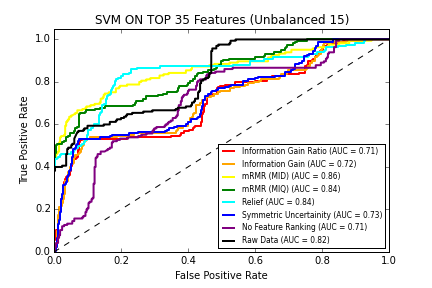 SVM ON TOP 35 Features (Unbalanced 15)
True Positive Rate
1.0
0.8
0.6
0.4
0.2
0.0
Information Gain Ratio (AUC = 0.71)
Information Gain (AUC = 0.72)
mRMR (MID) (AUC = 0.86)
mRMR (MIQ) (AUC = 0.84)
Relief (AUC = 0.84)
Symmetric Uncertainity (AUC = 0.73)
No Feature Ranking (AUC = 0.71)
Raw Data (AUC = 0.82)
0.0 0.2 0.4 0.6 0.8 1.0
False Positive Rate